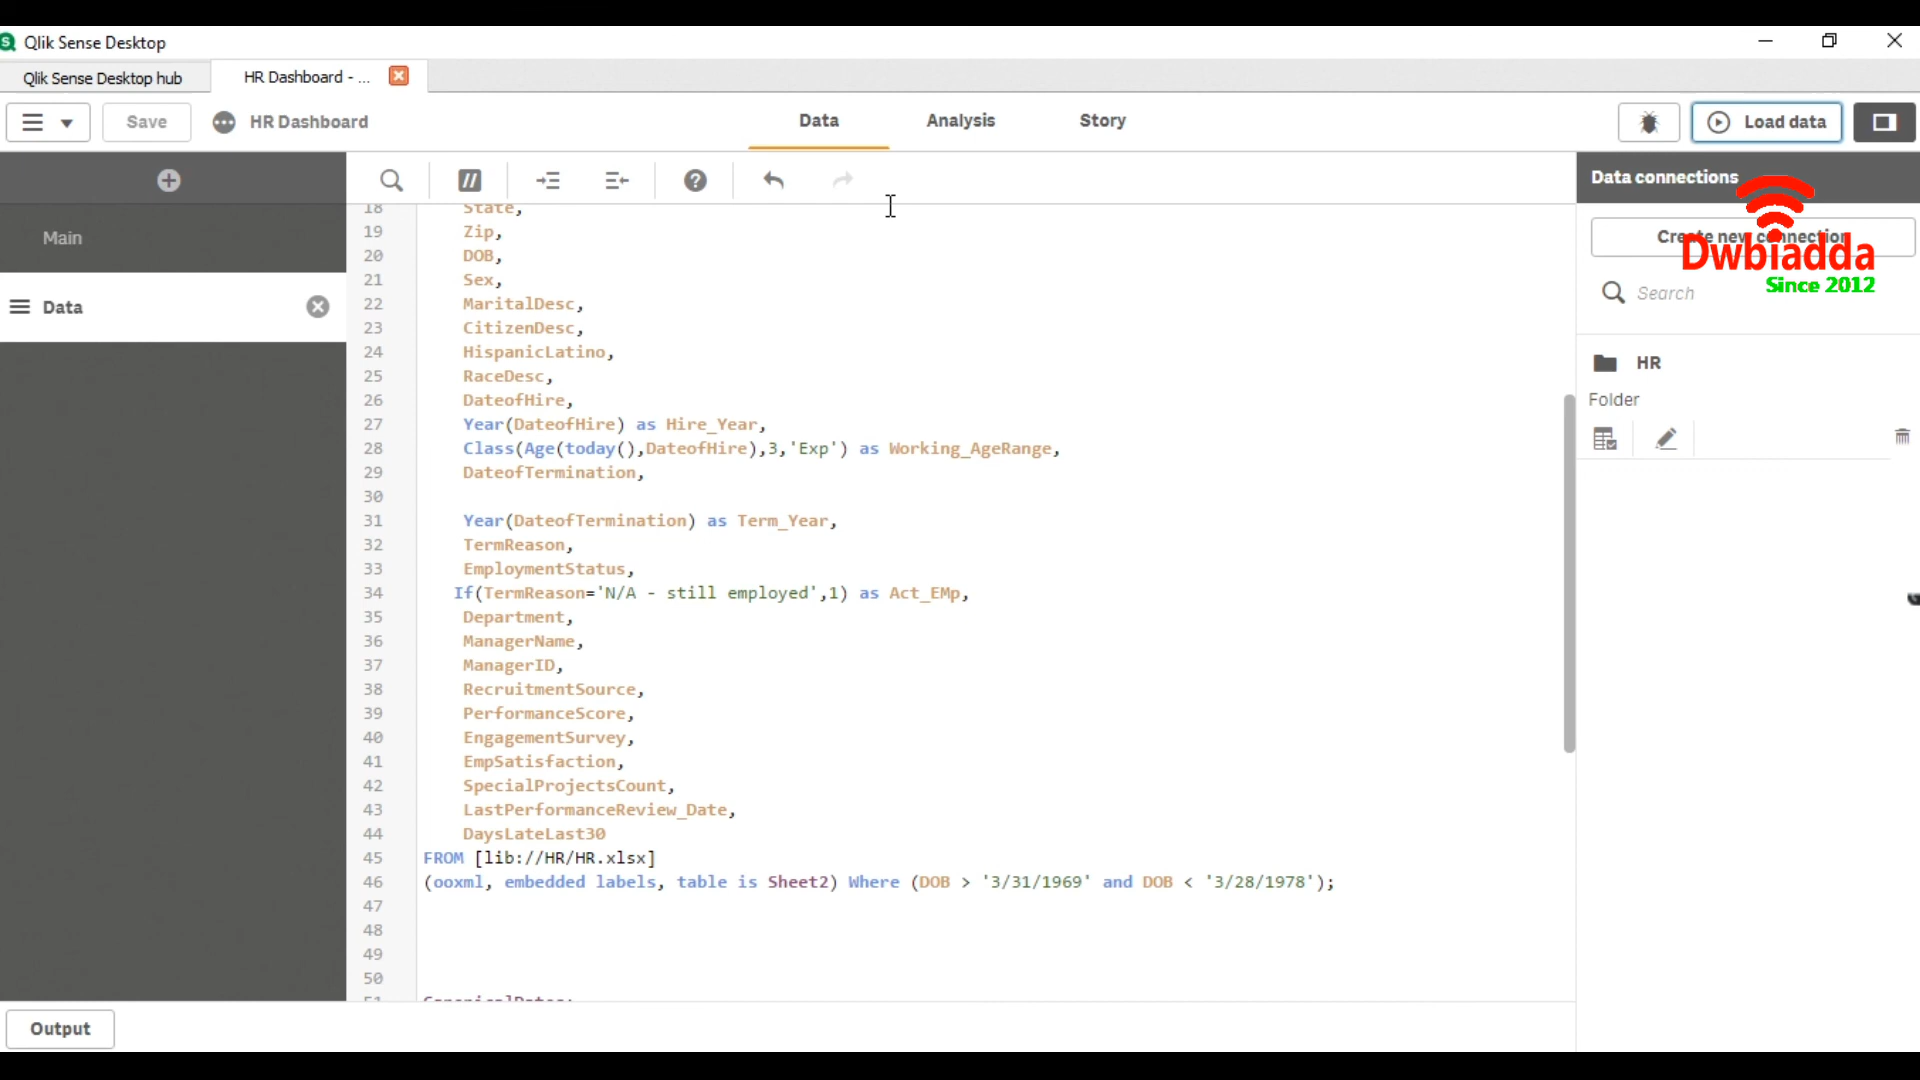 Qlik Sense Desktop
Qlik Sense Desktop hub
HR Dashboard - ...
Save
HR Dashboard
Data
Analysis
Story
Load data
Main
Data
18 State,
19 Zip,
20 DOB,
21 Sex,
22 MaritalDesc,
23 CitizenDesc,
24 HispanicLatino,
25 RaceDesc,
26 DateofHire,
27 Year(DateofHire) as Hire_Year,
28 Class(Age(today(),DateofHire),3,'Exp') as Working_AgeRange,
29 DateofTermination,
30
31 Year(DateofTermination) as Term_Year,
32 TermReason,
33 EmploymentStatus,
34 If(TermReason='N/A - still employed',1) as Act_EMp,
35 Department,
36 ManagerName,
37 ManagerID,
38 RecruitmentSource,
39 PerformanceScore,
40 EngagementSurvey,
41 EmpSatisfaction,
42 SpecialProjectsCount,
43 LastPerformanceReview_Date,
44 DaysLateLast30
45 FROM [lib://HR/HR.xlsx]
46 (ooxml, embedded labels, table is Sheet2) Where (DOB > '3/31/1969' and DOB < '3/28/1978');
47
48
49
50
Output
Data connections
Create new connection
Dwbiadda
Since 2012
Search
HR
Folder